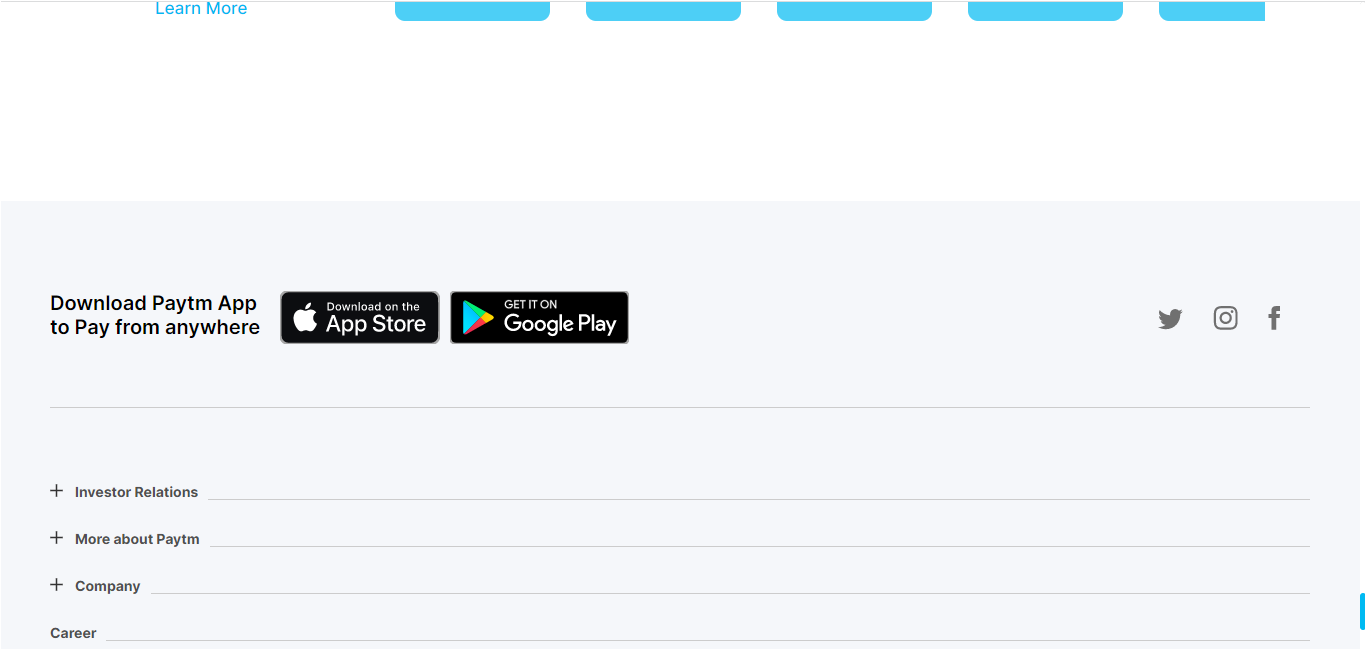 Learn More
Download Paytm App
to Pay from anywhere
Download on the
App Store
GET IT ON
Google Play
Investor Relations
More about Paytm
Company
Career